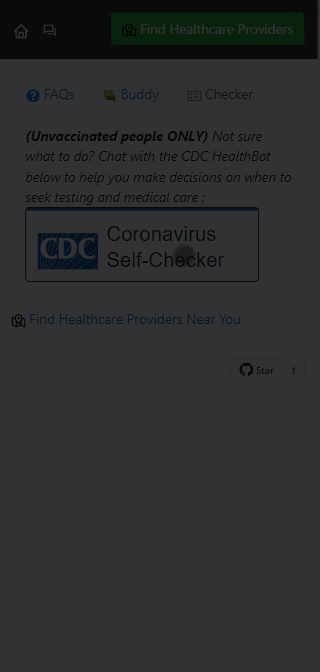 Find Healthcare Providers
FAQs
Buddy
Checker
(Unvaccinated people ONLY) Not sure
what to do? Chat with the CDC HealthBot
below to help you make decisions on when to
seek testing and medical care :
CDC
Coronavirus
Self-Checker
Find Healthcare Providers Near You
Star
1